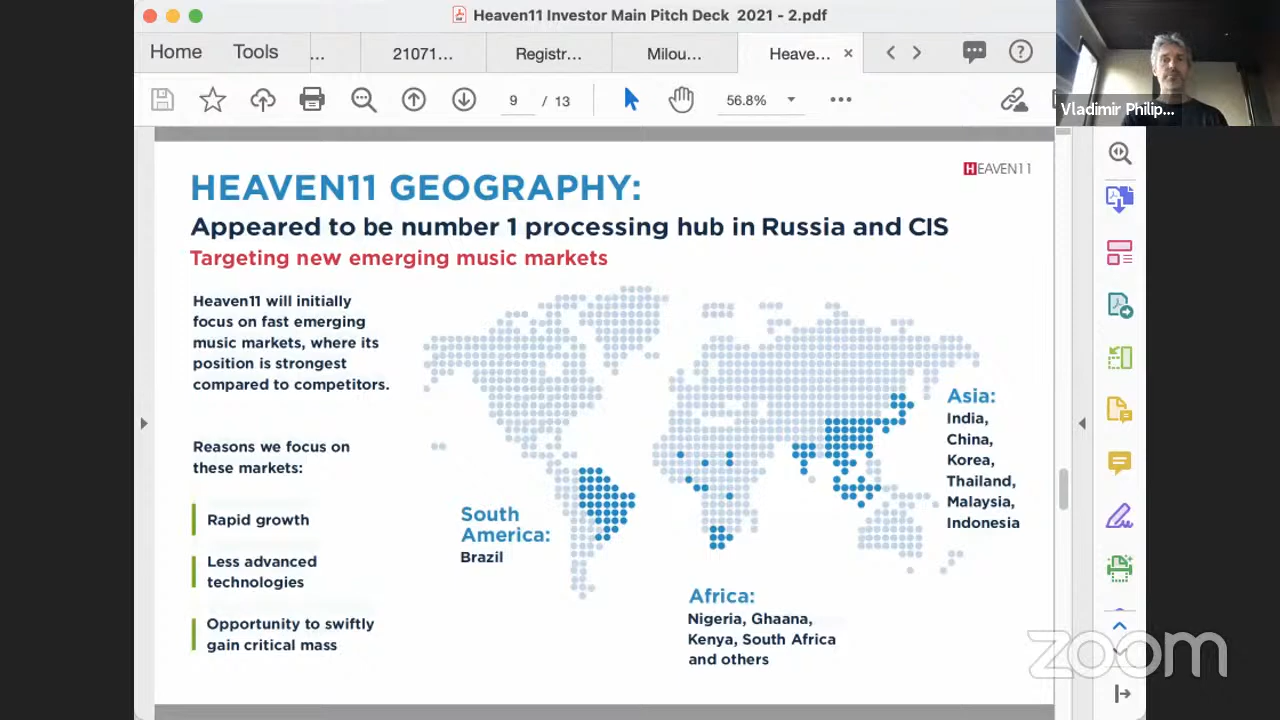 Heaven11 Investor Main Pitch Deck 2021 - 2.pdf
Home Tools ... 21071... Registr... Milou... Heave... ×
9 / 13 56.8%
Vladimir Philip...
HEAVEN11 GEOGRAPHY:
HEAVEN11
Appeared to be number 1 processing hub in Russia and CIS
Targeting new emerging music markets
Heaven11 will initially
focus on fast emerging
music markets, where its
position is strongest
compared to competitors.
Reasons we focus on
these markets:
Rapid growth
Less advanced
technologies
Opportunity to swiftly
gain critical mass
South
America:
Brazil
Africa:
Nigeria, Ghaana,
Kenya, South Africa
and others
Asia:
India,
China,
Korea,
Thailand,
Malaysia,
Indonesia
zoom